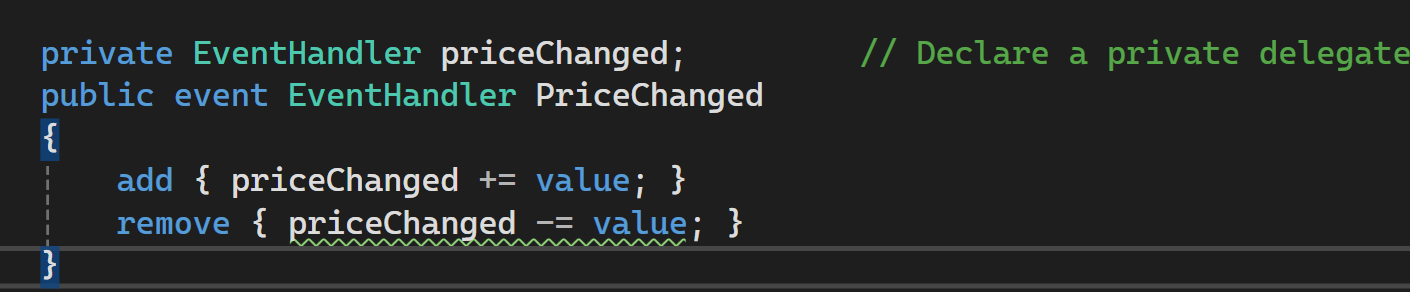 private EventHandler priceChanged;         // Declare a private delegate
public event EventHandler PriceChanged
{
    add { priceChanged += value; }
    remove { priceChanged -= value; }
}